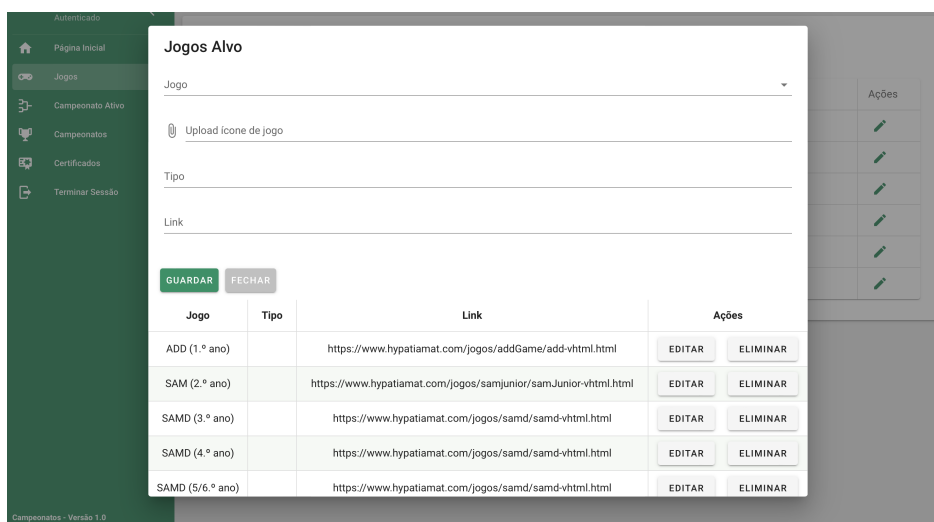 Autenticado
Página Inicial
Jogos
Campeonato Ativo
Campeonatos
Certificados
Terminar Sessão
Campeonatos - Versão 1.0
Jogos Alvo
Jogo
Upload ícone de jogo
Tipo
Link
GUARDAR FECHAR
Jogo Tipo Link Ações
ADD (1.º ano) https://www.hypatiamat.com/jogos/addGame/add-vhtml.html EDITAR ELIMINAR
SAM (2.º ano) https://www.hypatiamat.com/jogos/samjunior/samJunior-vhtml.html EDITAR ELIMINAR
SAMD (3.º ano) https://www.hypatiamat.com/jogos/samd/samd-vhtml.html EDITAR ELIMINAR
SAMD (4.º ano) https://www.hypatiamat.com/jogos/samd/samd-vhtml.html EDITAR ELIMINAR
SAMD (5/6.º ano) https://www.hypatiamat.com/jogos/samd/samd-vhtml.html EDITAR ELIMINAR
Ações